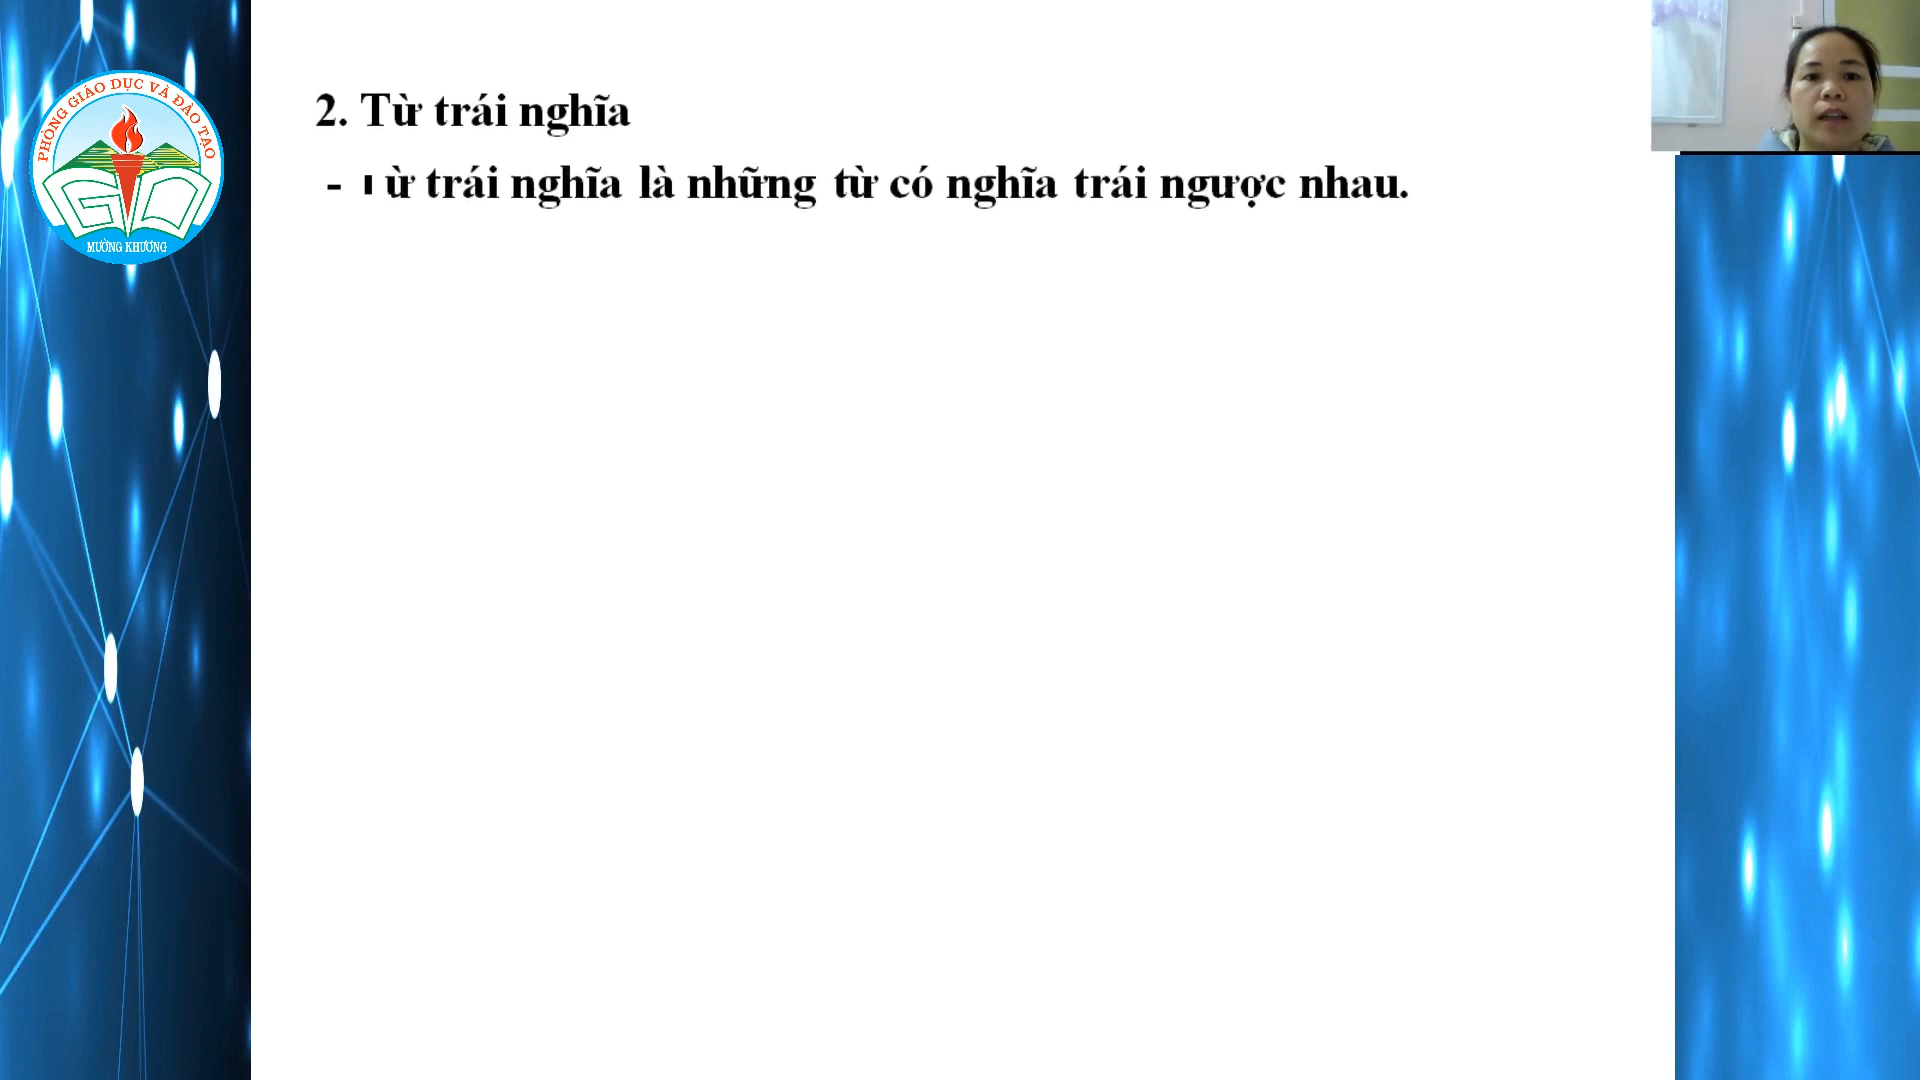 PHÒNG GIÁO DỤC VÀ ĐÀO TẠO
MƯỜNG KHƯƠNG
2. Từ trái nghĩa
- Từ trái nghĩa là những từ có nghĩa trái ngược nhau.